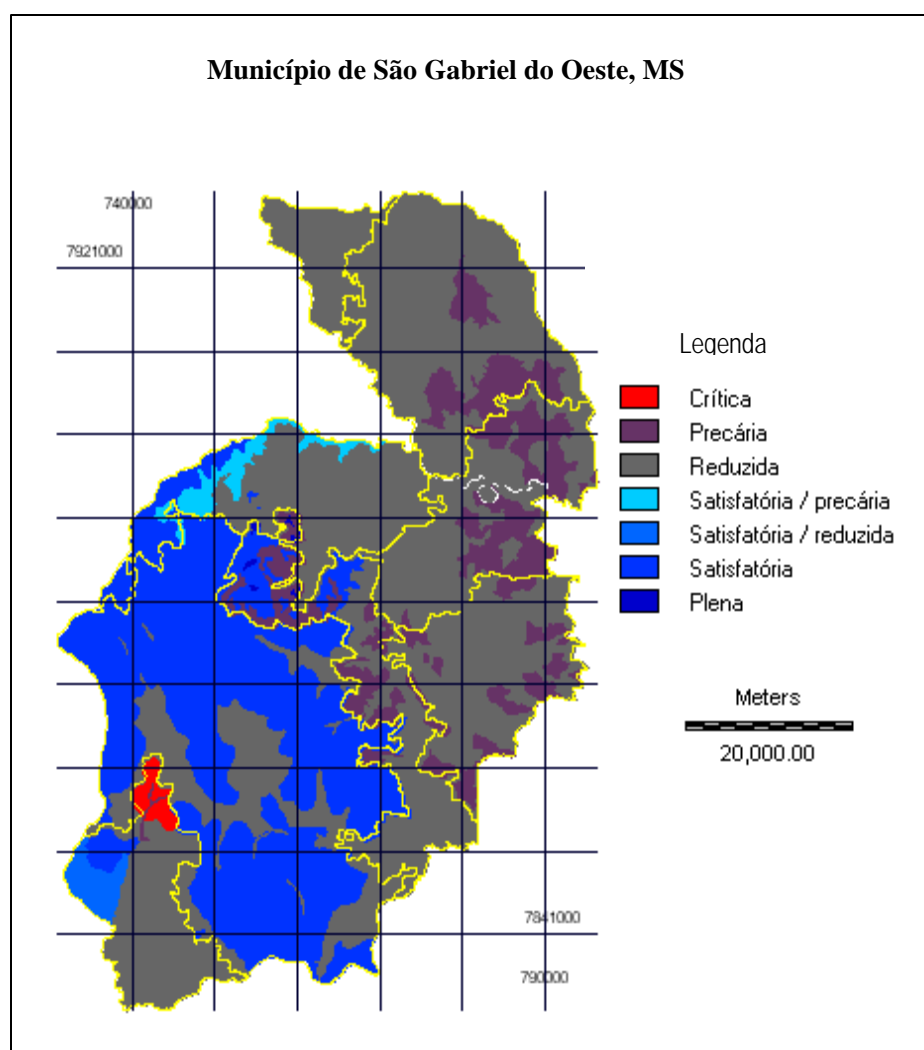 Município de São Gabriel do Oeste, MS
740000
7921000
Legenda
Crítica
Precária
Reduzida
Satisfatória / precária
Satisfatória / reduzida
Satisfatória
Plena
Meters
20,000.00
7841000
790000